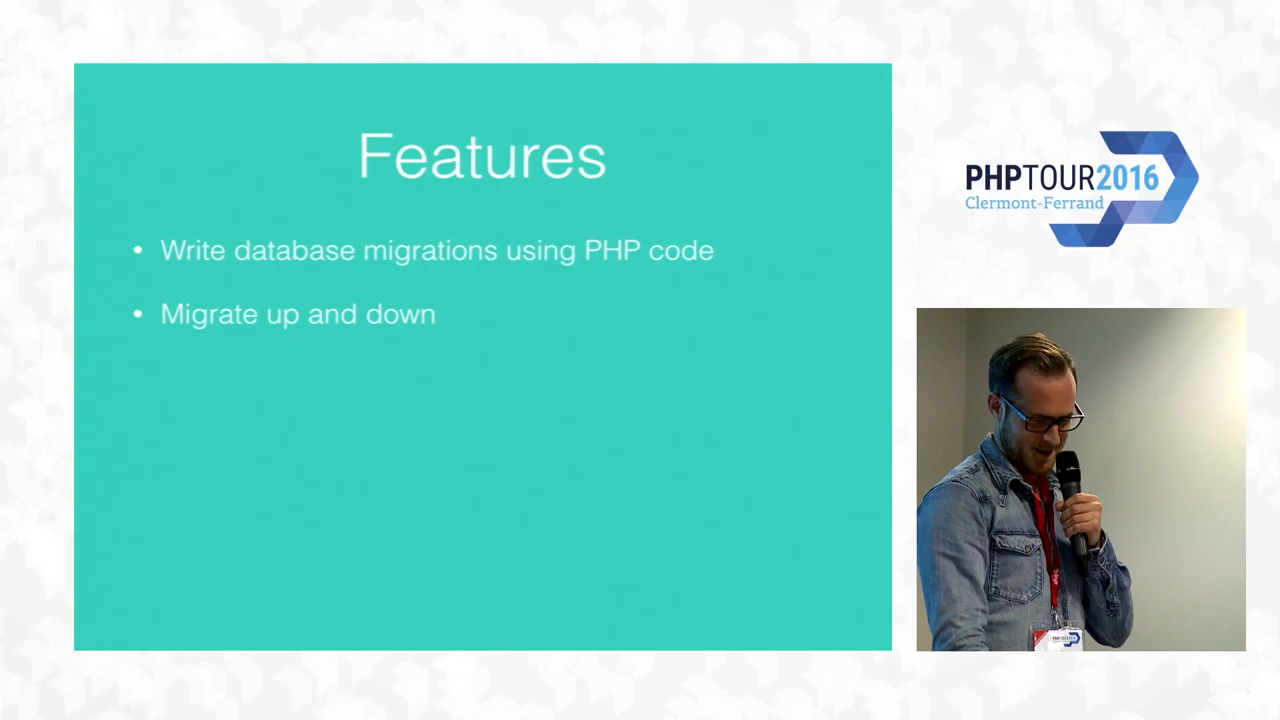 Features
• Write database migrations using PHP code
• Migrate up and down
PHPTOUR2016
Clermont-Ferrand